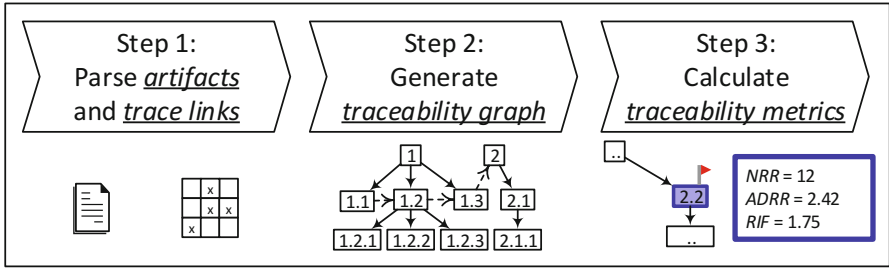 Step 1:
Parse artifacts
and trace links
Step 2:
Generate
traceability graph
Step 3:
Calculate
traceability metrics
x
x x
x
1 2
1.1 1.2 1.3 2.1
1.2.1 1.2.2 1.2.3 2.1.1
..
2.2
..
NRR = 12
ADRR = 2.42
RIF = 1.75